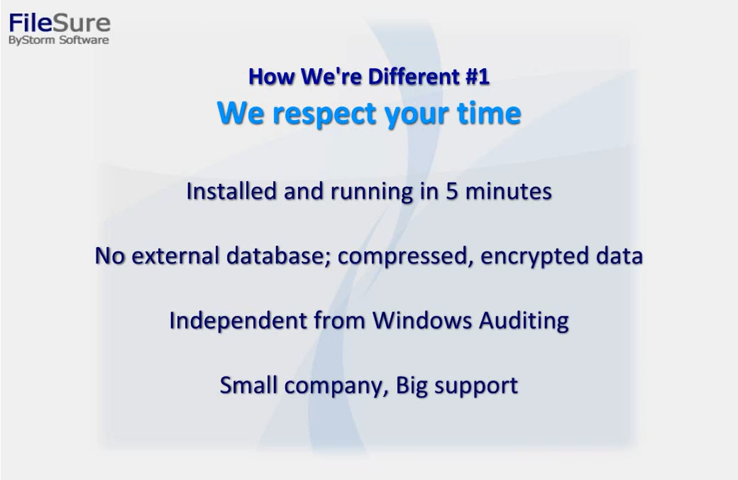 FileSure
ByStorm Software
How We're Different #1
We respect your time
Installed and running in 5 minutes
No external database; compressed, encrypted data
Independent from Windows Auditing
Small company, Big support